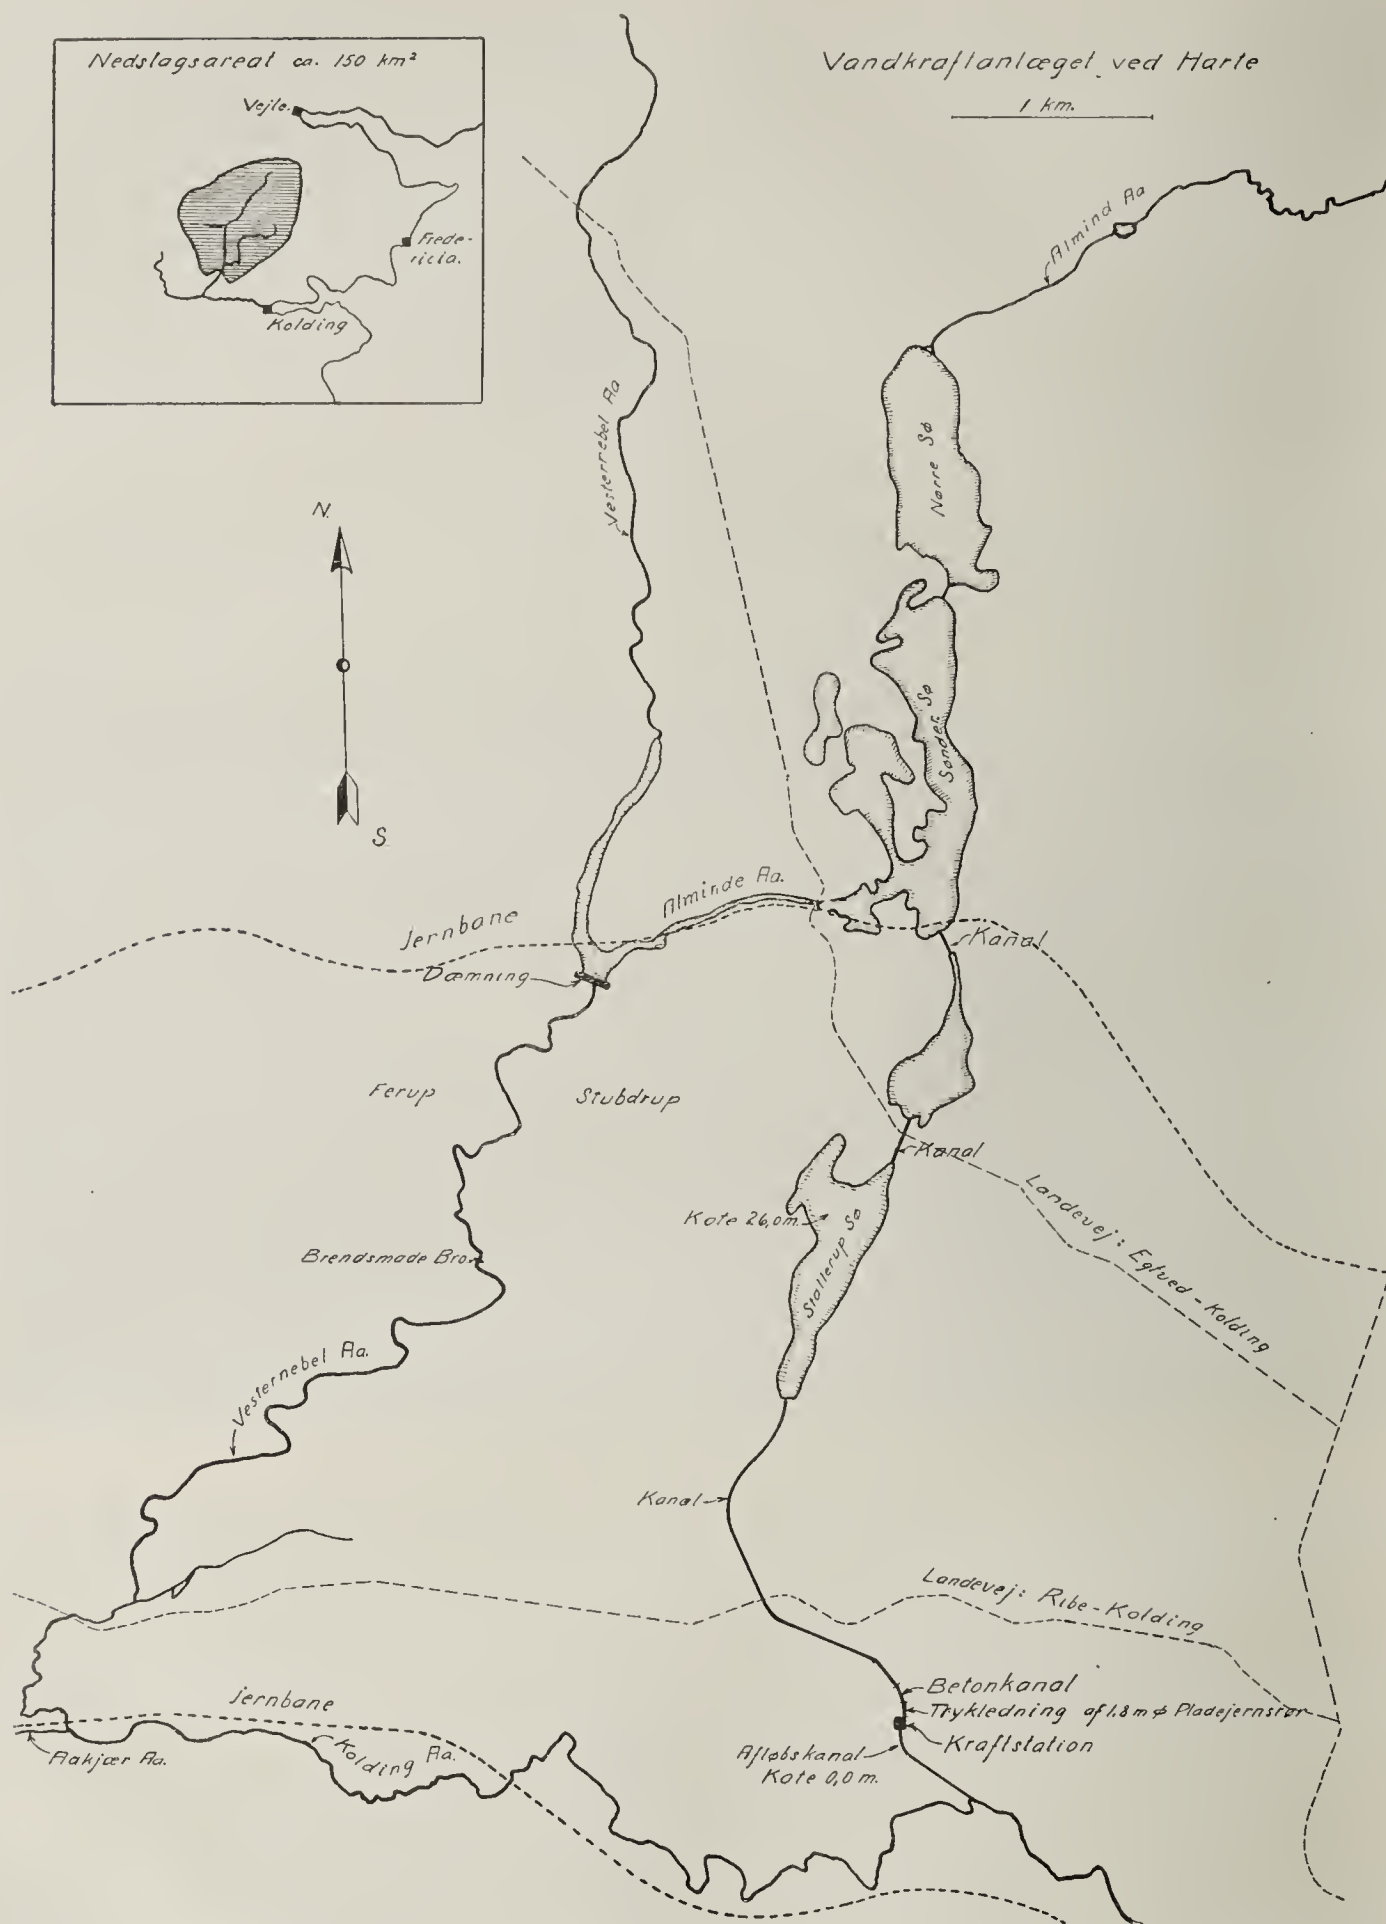 Nedslagsareal ca. 150 km²
Vejle.
Frede-
ricia.
Kolding
Vandkraftanlæget ved Harte
1 km.
Almind Aa
Vesterrebel Aa
Nørre Sø
N.
S.
Sønder Sø
Alminde Aa.
Jernbane
Dæmning
Kanal
Ferup
Stubdrup
Kanal
Kote 26,0 m.
Stallerup Sø
Landevej: Egtved-Kolding
Brendsmade Bro
Vesternebel Aa.
Kanal
Landevej: Ribe-Kolding
Jernbane
Betonkanal
Trykledning af 1.8 m ø Pladejernsrør
Kraftstation
Aakjær Aa.
Kolding Aa.
Afløbskanal
Kote 0,0 m.